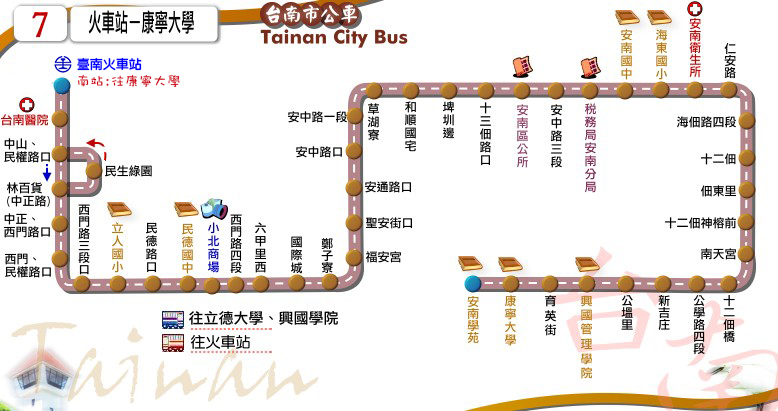 7
火車站－康寧大學
台南市公車
Tainan City Bus
臺南火車站
南站:往康寧大學
台南醫院
中山、
民權路口
民生綠園
林百貨
(中正路)
中正、
西門路口
西門、
民權路口
西門路三段口
立人國小
民德路口
民德國中
小北商場
西門路四段
六甲里西
國際城
鄭子寮
福安宮
聖安街口
安通路口
安中路口
安中路一段
草湖寮
和順國宅
埤圳邊
十三佃路口
安南區公所
安中路三段
稅務局安南分局
安南國中
海東國小
安南衛生所
仁安路
海佃路四段
十二佃
佃東里
十二佃神榕前
南天宮
十二佃橋
公學路四段
新吉庄
公塭里
興國管理學院
育英街
康寧大學
安南學苑
往立德大學、興國學院
往火車站
Tainan
台南